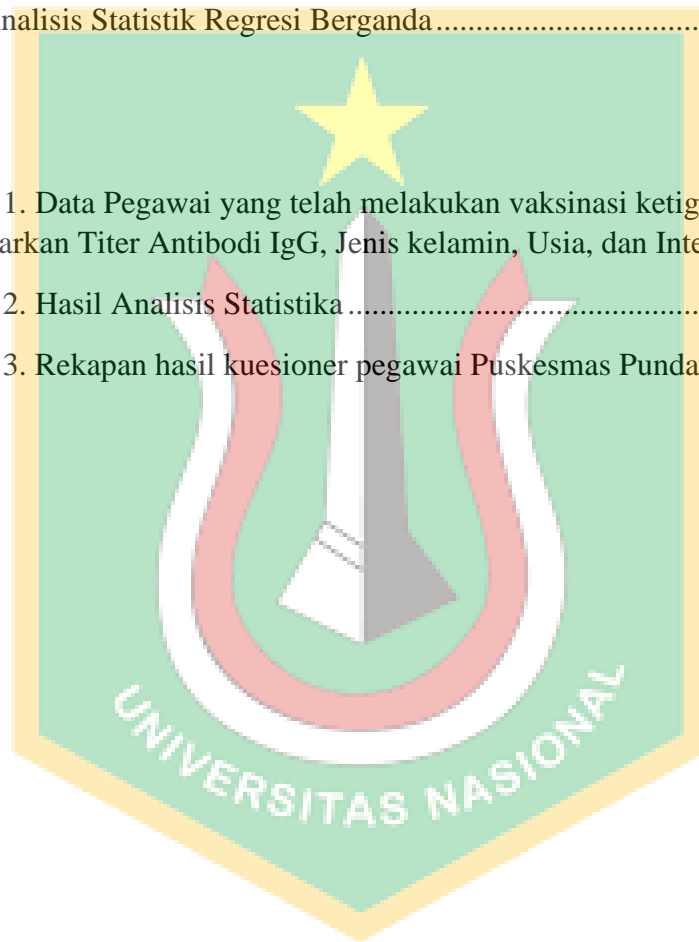 nalisis Statistik Regresi Berganda.................................
1. Data Pegawai yang telah melakukan vaksinasi ketig
arkan Titer Antibodi IgG, Jenis kelamin, Usia, dan Inte
2. Hasil Analisis Statistika............................................
3. Rekapan hasil kuesioner pegawai Puskesmas Punda
UNIVERSITAS NASIONAL